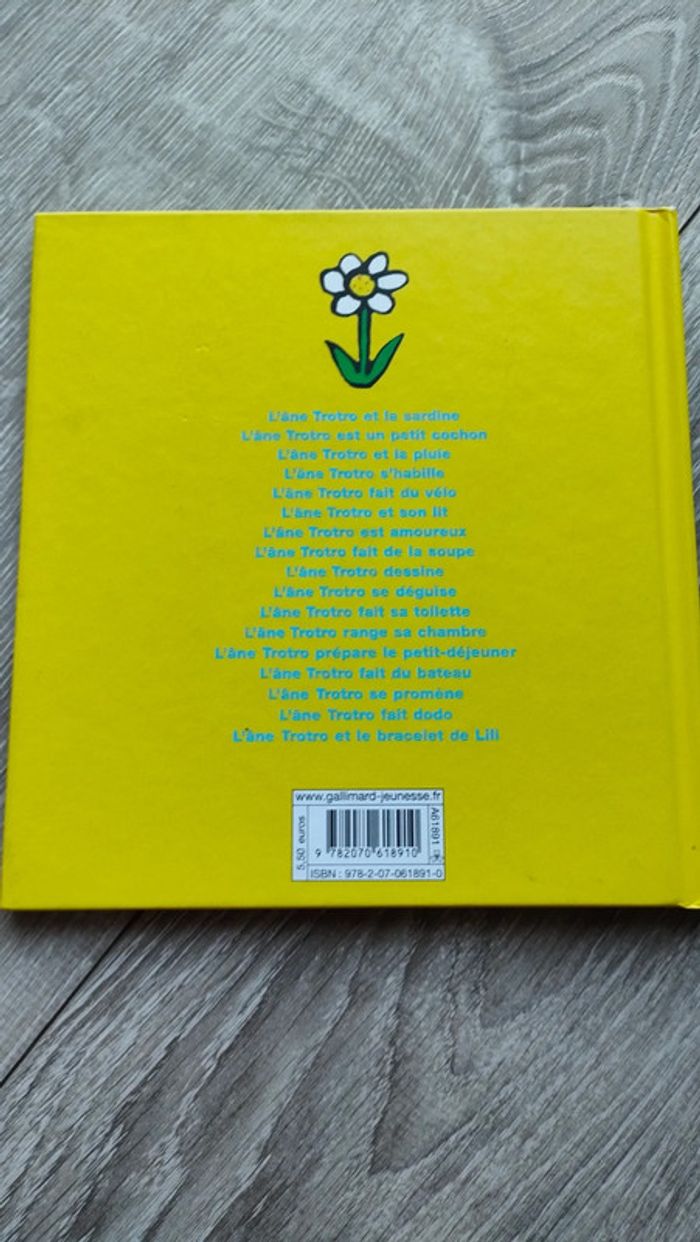 L'âne Trotro et la sardine
L'âne Trotro est un petit cochon
L'âne Trotro et la pluie
L'âne Trotro s'habille
L'âne Trotro fait du vélo
L'âne Trotro et son lit
L'âne Trotro est amoureux
L'âne Trotro fait de la soupe
L'âne Trotro dessine
L'âne Trotro se déguise
L'âne Trotro fait sa toilette
L'âne Trotro range sa chambre
L'âne Trotro prépare le petit-déjeuner
L'âne Trotro fait du bateau
L'âne Trotro se promène
L'âne Trotro fait dodo
L'âne Trotro et le bracelet de Lili
www.gallimard-jeunesse.fr
5,50 euros
A61891
9 782070 618910
ISBN : 978-2-07-061891-0